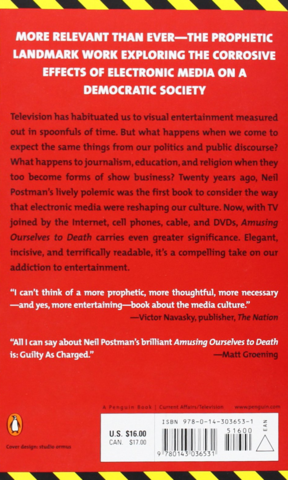 MORE RELEVANT THAN EVER—THE PROPHETIC
LANDMARK WORK EXPLORING THE CORROSIVE
EFFECTS OF ELECTRONIC MEDIA ON A
DEMOCRATIC SOCIETY
Television has habituated us to visual entertainment measured
out in spoonfuls of time. But what happens when we come to
expect the same things from our politics and public discourse?
What happens to journalism, education, and religion when they
too become forms of show business? Twenty years ago, Neil
Postman's lively polemic was the first book to consider the way
that electronic media were reshaping our culture. Now, with TV
joined by the Internet, cell phones, cable, and DVDs, Amusing
Ourselves to Death carries even greater significance. Elegant,
incisive, and terrifically readable, it's a compelling take on our
addiction to entertainment.
“I can't think of a more prophetic, more thoughtful, more necessary
—and yes, more entertaining—book about the media culture.”
—Victor Navasky, publisher, The Nation
“All I can say about Neil Postman's brilliant Amusing Ourselves to Death
is: Guilty As Charged.”
—Matt Groening
A Penguin Book | Current Affairs/Television www.penguin.com
U.S. $16.00
CAN $17.00
ISBN 978-0-14-303653-1
51600
EAN
9 780143 036531
Cover design: studio ormus